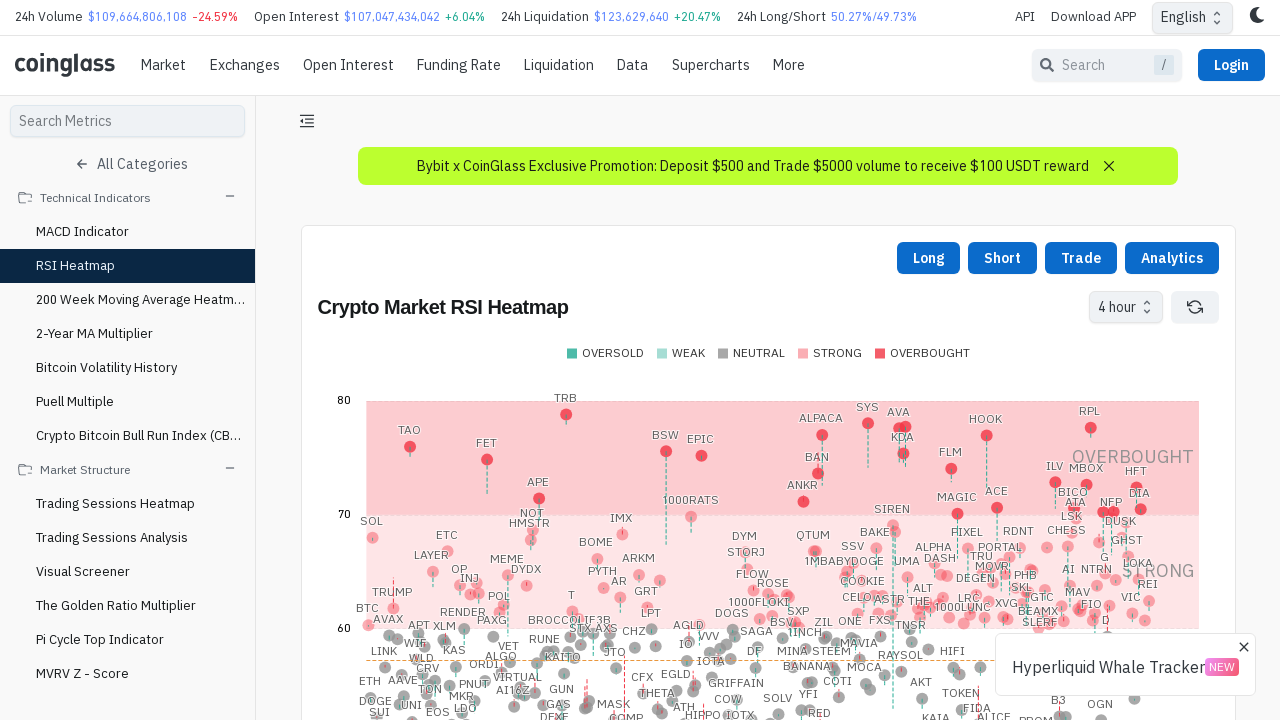 24h Volume $109,664,806,108 -24.59% Open Interest $107,047,434,042 +6.04% 24h Liquidation $123,629,640 +20.47% 24h Long/Short 50.27%/49.73% API Download APP English
coinglass Market Exchanges Open Interest Funding Rate Liquidation Data Supercharts More Search / Login
Search Metrics
All Categories
Technical Indicators
MACD Indicator
RSI Heatmap
200 Week Moving Average Heatm...
2-Year MA Multiplier
Bitcoin Volatility History
Puell Multiple
Crypto Bitcoin Bull Run Index (CB...
Market Structure
Trading Sessions Heatmap
Trading Sessions Analysis
Visual Screener
The Golden Ratio Multiplier
Pi Cycle Top Indicator
MVRV Z - Score
Bybit x CoinGlass Exclusive Promotion: Deposit $500 and Trade $5000 volume to receive $100 USDT reward
Long Short Trade Analytics
Crypto Market RSI Heatmap 4 hour
OVERSOLD WEAK NEUTRAL STRONG OVERBOUGHT
80
TRB
SYS
AVA
RPL
ALPACA
HOOK
TAO
BSW
EPIC
KDA
FET
FLM
OVERBOUGHT
BAN
ILV
MBOX
HFT
APE
ANKR
1000RATS
MAGIC
ACE
BICO
DIA
ATA
NFP
70
NOT
SIREN
LSK
SOL
HMSTR
IMX
DUSK
ETC
DYM
QTUM
BAKE
PIXEL
RDNT
CHESS
BOME
STORJ
SSV
ALPHA
PORTAL
GHST
LAYER
MEME
ARKM
1MBABYDOGE
UMA
DASH
TRU
G
LOKA
OP
DYDX
PYTH
FLOW
MOVR
AI
NTRN
STRONG
INJ
AR
ROSE
COOKIE
DEGEN
PHB
TRUMP
POL
GRT
ALT
SKL
MAV
REI
T
1000FLOKI
CELO
ASTR
THE
LRC
XVG
GTC
FIO
VIC
BTC
RENDER
LPT
DOGS
SXP
1000LUNC
BEAMX
AVAX
PAXG
BROCCOLIF3B
BSV
ZIL
ONE
FXS
SLERF
D
60
APT
XLM
STX
AXS
CHZ
AGLD
SAGA
1INCH
TNSR
WIF
RUNE
IO
VVV
MAVIA
LINK
KAS
VET
JTO
DF
MINA
STEEM
HIFI
WLD
ALGO
KAITO
IOTA
RAYSOL
CRV
ORDI
BANANA
MOCA
ETH
AAVE
PNUT
VIRTUAL
CFX
EGLD
GRIFFAIN
COTI
AKT
TON
AI16Z
GUN
THETA
YFI
TOKEN
DOGE
UNI
MKR
GAS
MASK
ATH
COW
SOLV
B3
SUI
EOS
LDO
HIPPO
IOTX
RED
FIDA
OGN
KAIA
ALICE
Hyperliquid Whale Tracker NEW